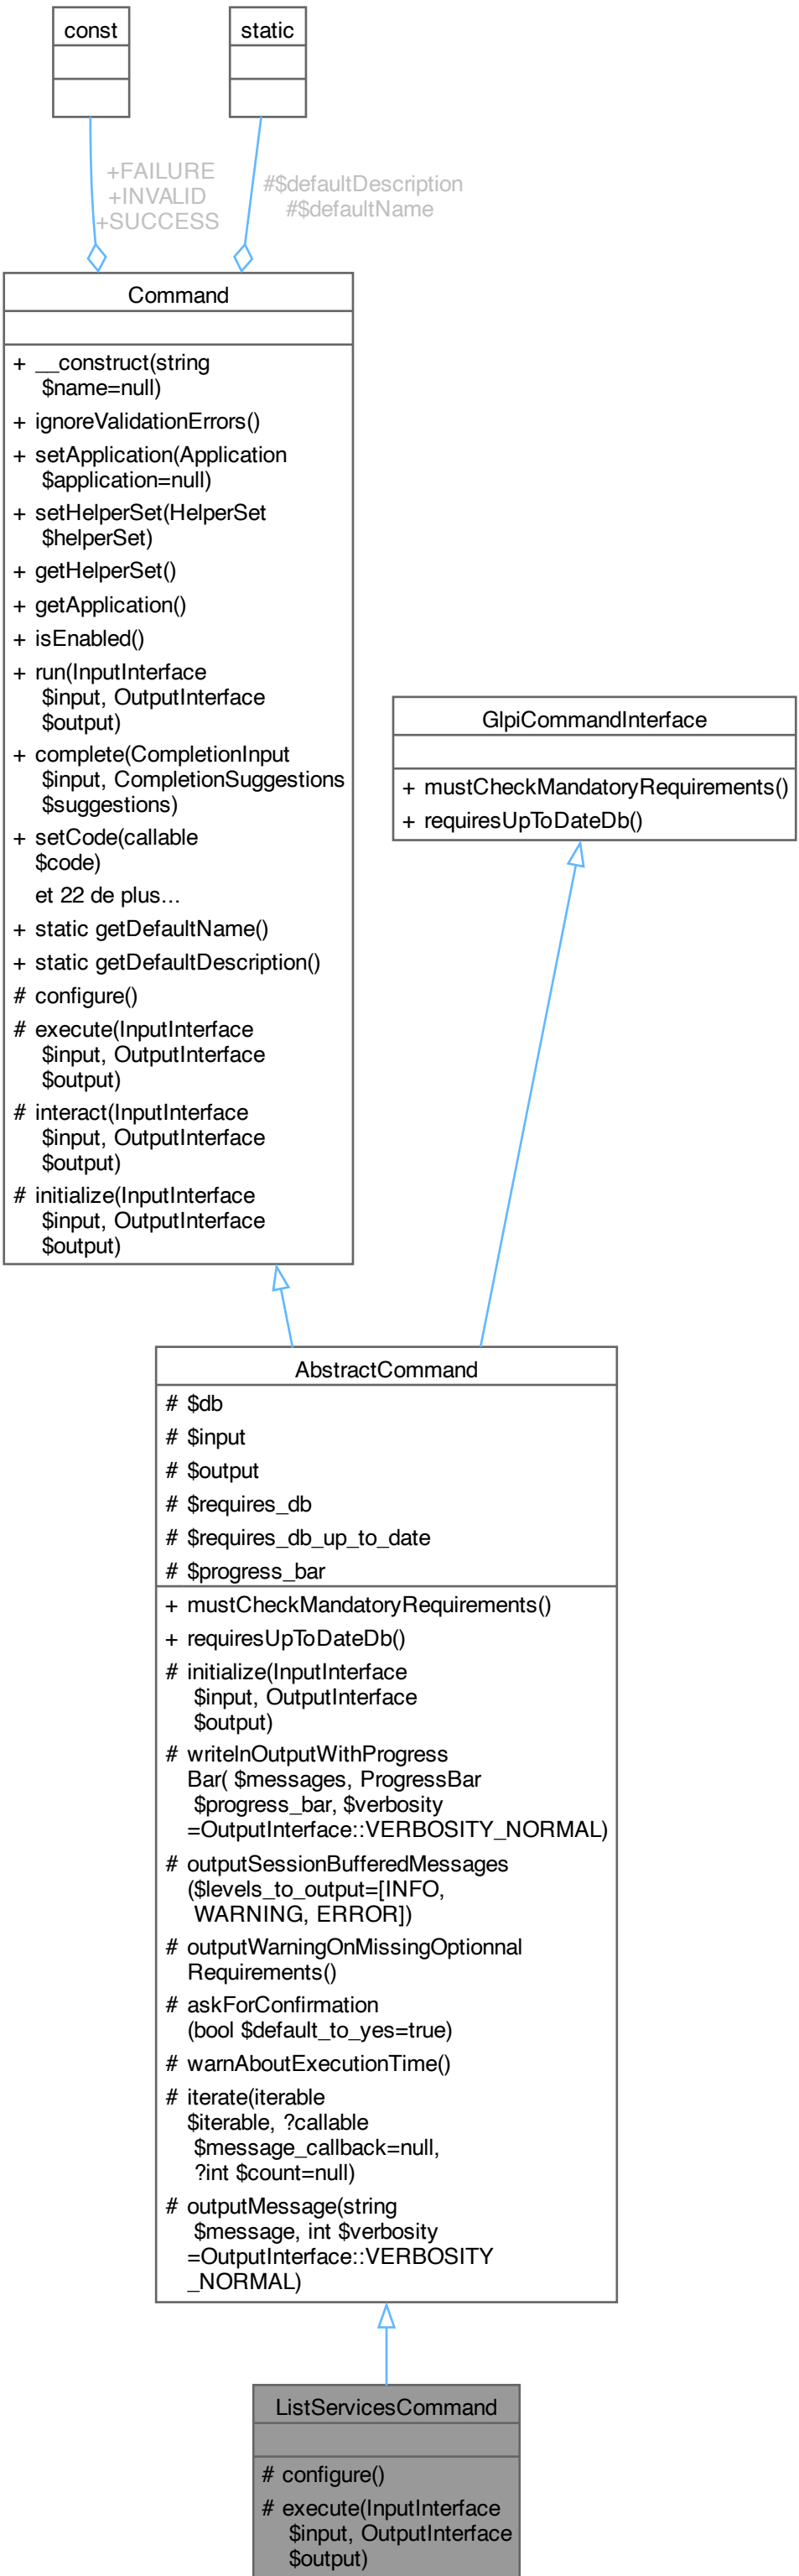 const
static
+FAILURE
+INVALID
+SUCCESS
#$defaultDescription
#$defaultName
Command
+ __construct(string
$name=null)
+ ignoreValidationErrors()
+ setApplication(Application
$application=null)
+ setHelperSet(HelperSet
$helperSet)
+ getHelperSet()
+ getApplication()
+ isEnabled()
+ run(InputInterface
$input, OutputInterface
$output)
+ complete(CompletionInput
$input, CompletionSuggestions
$suggestions)
+ setCode(callable
$code)
et 22 de plus...
+ static getDefaultName()
+ static getDefaultDescription()
# configure()
# execute(InputInterface
$input, OutputInterface
$output)
# interact(InputInterface
$input, OutputInterface
$output)
# initialize(InputInterface
$input, OutputInterface
$output)
GlpiCommandInterface
+ mustCheckMandatoryRequirements()
+ requiresUpToDateDb()
AbstractCommand
# $db
# $input
# $output
# $requires_db
# $requires_db_up_to_date
# $progress_bar
+ mustCheckMandatoryRequirements()
+ requiresUpToDateDb()
# initialize(InputInterface
$input, OutputInterface
$output)
# writelnOutputWithProgress
Bar( $messages, ProgressBar
$progress_bar, $verbosity
=OutputInterface::VERBOSITY_NORMAL)
# outputSessionBufferedMessages
($levels_to_output=[INFO,
WARNING, ERROR])
# outputWarningOnMissingOptionnal
Requirements()
# askForConfirmation
(bool $default_to_yes=true)
# warnAboutExecutionTime()
# iterate(iterable
$iterable, ?callable
$message_callback=null,
?int $count=null)
# outputMessage(string
$message, int $verbosity
=OutputInterface::VERBOSITY
_NORMAL)
ListServicesCommand
# configure()
# execute(InputInterface
$input, OutputInterface
$output)